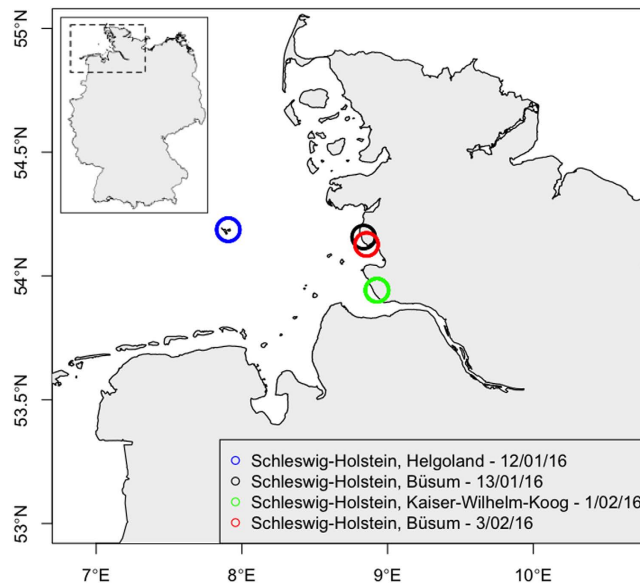 55°N
54.5°N
54°N
53.5°N
53°N
Schleswig-Holstein, Helgoland - 12/01/16
Schleswig-Holstein, Büsum - 13/01/16
Schleswig-Holstein, Kaiser-Wilhelm-Koog - 1/02/16
Schleswig-Holstein, Büsum - 3/02/16
7°E 8°E 9°E 10°E